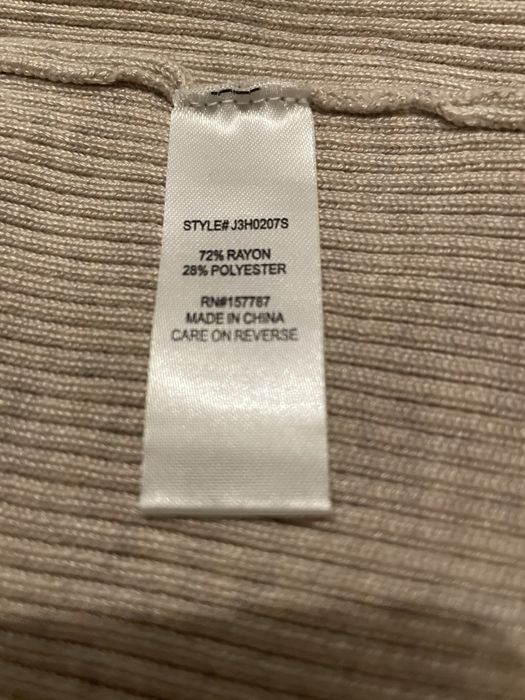 STYLE# J3H0207S
72% RAYON
28% POLYESTER
RN#157767
MADE IN CHINA
CARE ON REVERSE